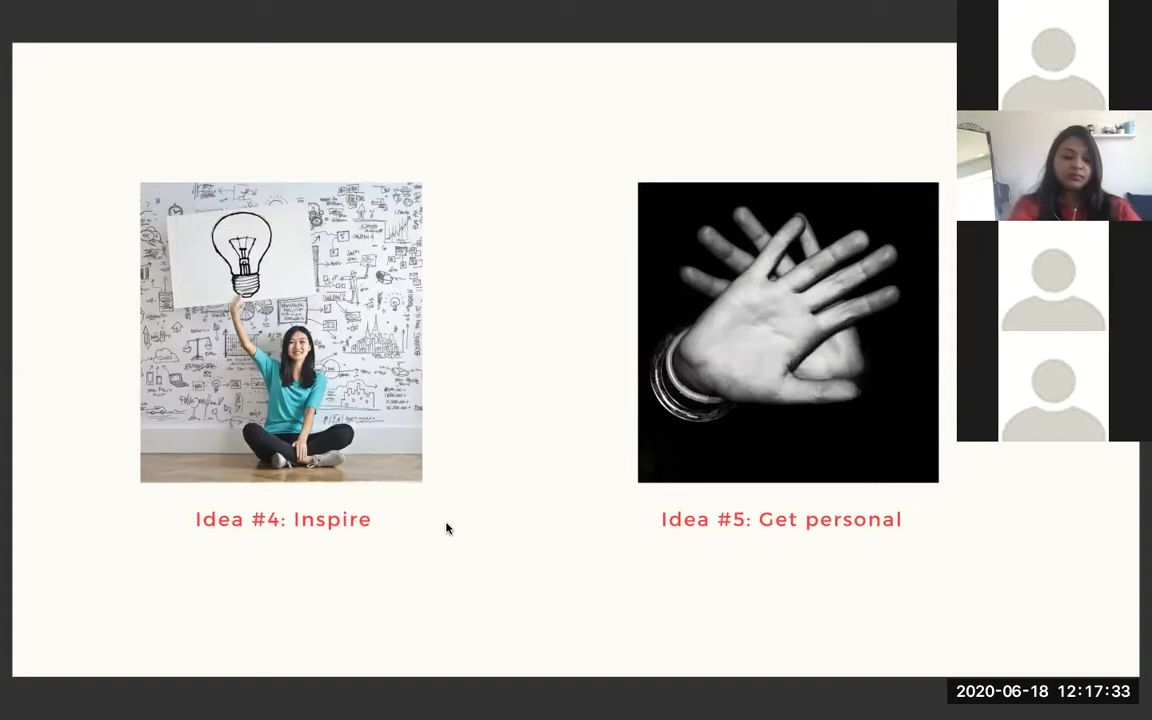 Idea #4: Inspire
Idea #5: Get personal
2020-06-18 12:17:33